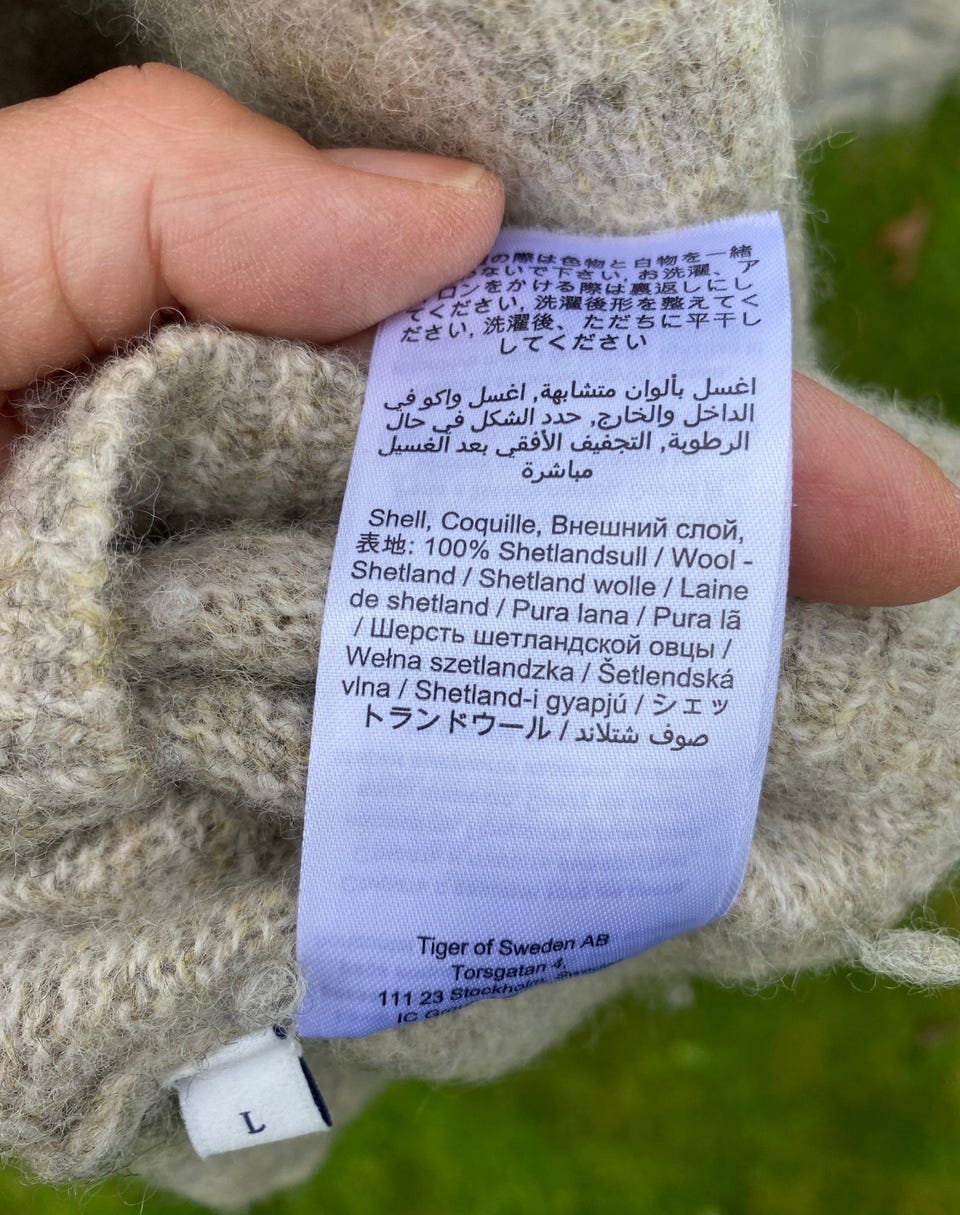 の際は色物と白物を一緒
ないで下さい, お洗濯、ア
ロンをかける際は裏返しにし
てください, 洗濯後形を整えてく
ださい, 洗濯後、ただちに平干し
してください
اغسل بألوان متشابهة, اغسل واكو في
الداخل والخارج, حدد الشكل في حال
الرطوبة, التجفيف الأفقي بعد الغسيل
مباشرة
Shell, Coquille, Внешний слой,
表地: 100% Shetlandsull / Wool -
Shetland / Shetland wolle / Laine
de shetland / Pura lana / Pura lã
/ Шерсть шетландской овцы /
Wełna szetlandzka / Šetlendská
vlna / Shetland-i gyapjú / シェッ
トランドウール / صوف شتلاند
Tiger of Sweden AB
Torsgatan 4,
111 23 Stockholm, Sweden
IC
L